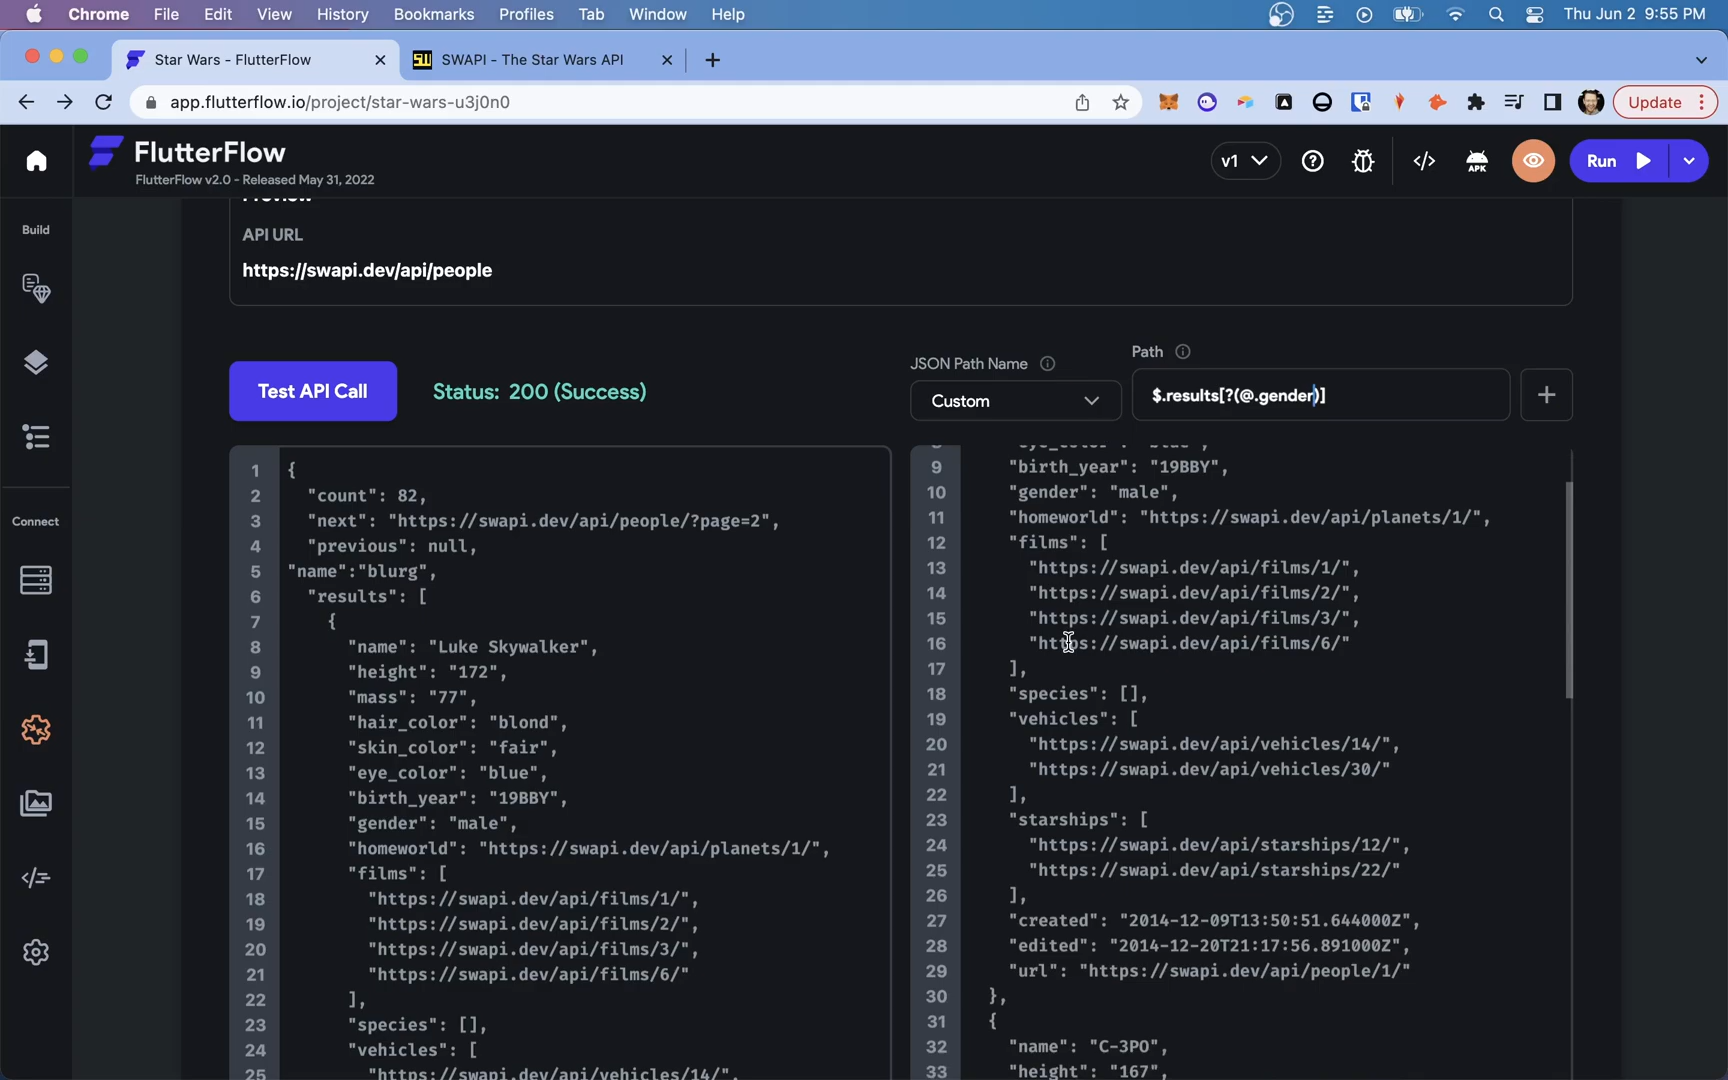 Chrome File Edit View History Bookmarks Profiles Tab Window Help Thu Jun 2 9:55 PM
Star Wars - FlutterFlow SWAPI - The Star Wars API
app.flutterflow.io/project/star-wars-u3j0n0 Update
FlutterFlow
FlutterFlow v2.0 - Released May 31, 2022
v1 APK Run
Build
Connect
Preview
API URL
https://swapi.dev/api/people
Test API Call
Status: 200 (Success)
JSON Path Name
Custom
Path
$.results[?(@.gender)]
1 {
2 "count": 82,
3 "next": "https://swapi.dev/api/people/?page=2",
4 "previous": null,
5 "name":"blurg",
6 "results": [
7 {
8 "name": "Luke Skywalker",
9 "height": "172",
10 "mass": "77",
11 "hair_color": "blond",
12 "skin_color": "fair",
13 "eye_color": "blue",
14 "birth_year": "19BBY",
15 "gender": "male",
16 "homeworld": "https://swapi.dev/api/planets/1/",
17 "films": [
18 "https://swapi.dev/api/films/1/",
19 "https://swapi.dev/api/films/2/",
20 "https://swapi.dev/api/films/3/",
21 "https://swapi.dev/api/films/6/"
22 ],
23 "species": [],
24 "vehicles": [
25 "https://swapi.dev/api/vehicles/14/",
8 "eye_color": "blue",
9 "birth_year": "19BBY",
10 "gender": "male",
11 "homeworld": "https://swapi.dev/api/planets/1/",
12 "films": [
13 "https://swapi.dev/api/films/1/",
14 "https://swapi.dev/api/films/2/",
15 "https://swapi.dev/api/films/3/",
16 "https://swapi.dev/api/films/6/"
17 ],
18 "species": [],
19 "vehicles": [
20 "https://swapi.dev/api/vehicles/14/",
21 "https://swapi.dev/api/vehicles/30/"
22 ],
23 "starships": [
24 "https://swapi.dev/api/starships/12/",
25 "https://swapi.dev/api/starships/22/"
26 ],
27 "created": "2014-12-09T13:50:51.644000Z",
28 "edited": "2014-12-20T21:17:56.891000Z",
29 "url": "https://swapi.dev/api/people/1/"
30 },
31 {
32 "name": "C-3PO",
33 "height": "167",